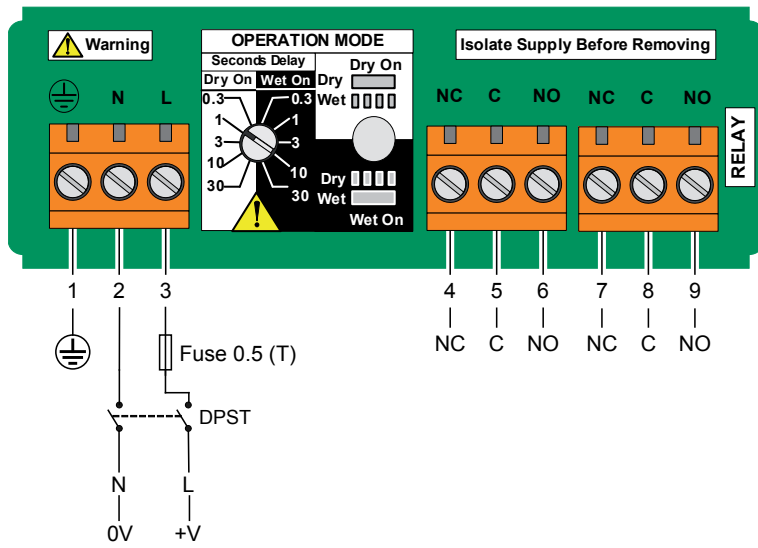 Warning
OPERATION MODE
Isolate Supply Before Removing
Seconds Delay
Dry On Wet On
Dry On
Dry
Wet
N L
0.3 0.3
1 1
3 3
10 10
30 30
Dry
Wet
Wet On
NC C NO NC C NO
RELAY
1 2 3 4 5 6 7 8 9
NC C NO NC C NO
Fuse 0.5 (T)
DPST
N L
0V +V